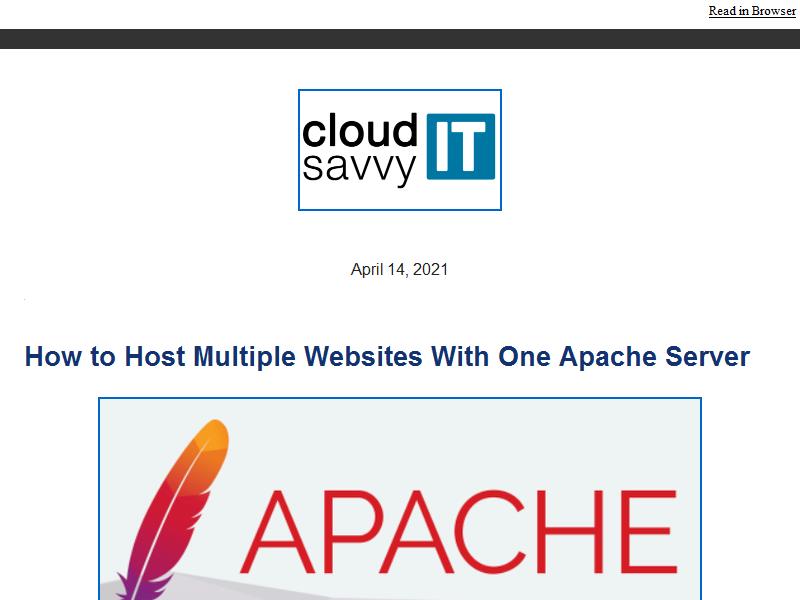 Read in Browser
cloud IT
savvy
April 14, 2021
How to Host Multiple Websites With One Apache Server
APACHE